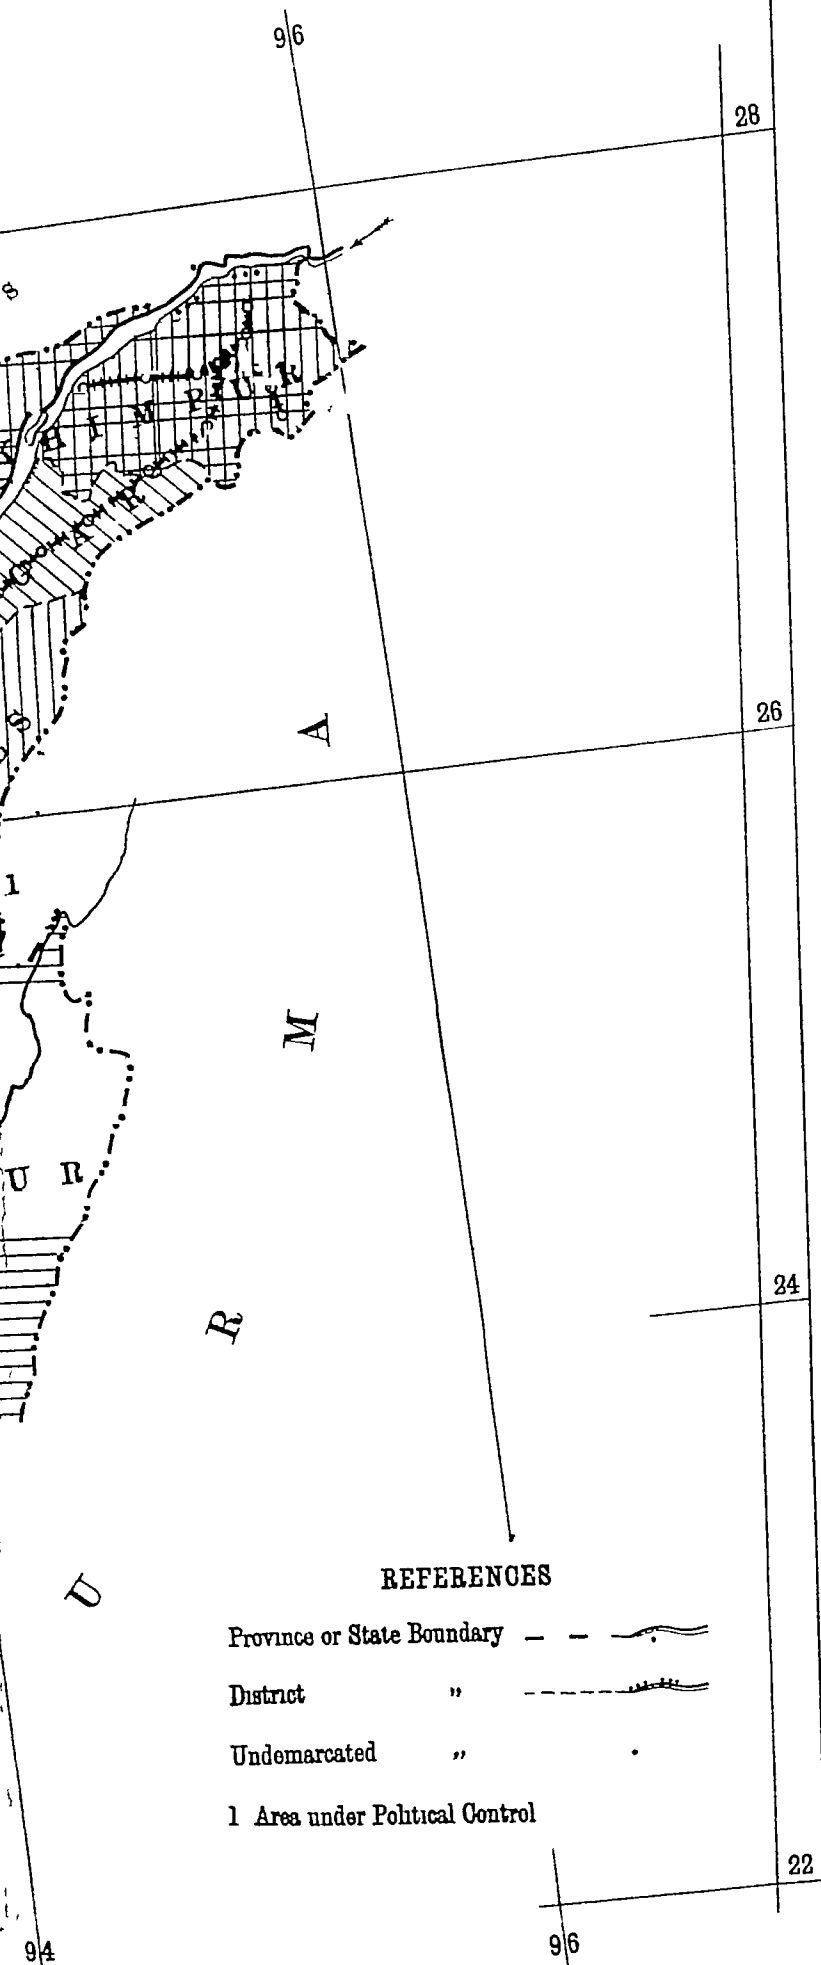 96
28
S
H I M P U R
G A R
S
26
A
1
M
U R
24
R
U
REFERENCES
Province or State Boundary
District "
Undemarcated "
1 Area under Political Control
22
94
96